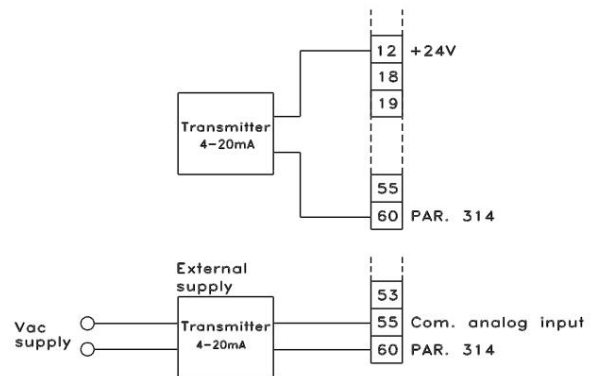 12 +24V
18
19
Transmitter
4-20mA
55
60 PAR. 314
External
supply
53
Vac
supply
Transmitter
4-20mA
55 Com. analog input
60 PAR. 314